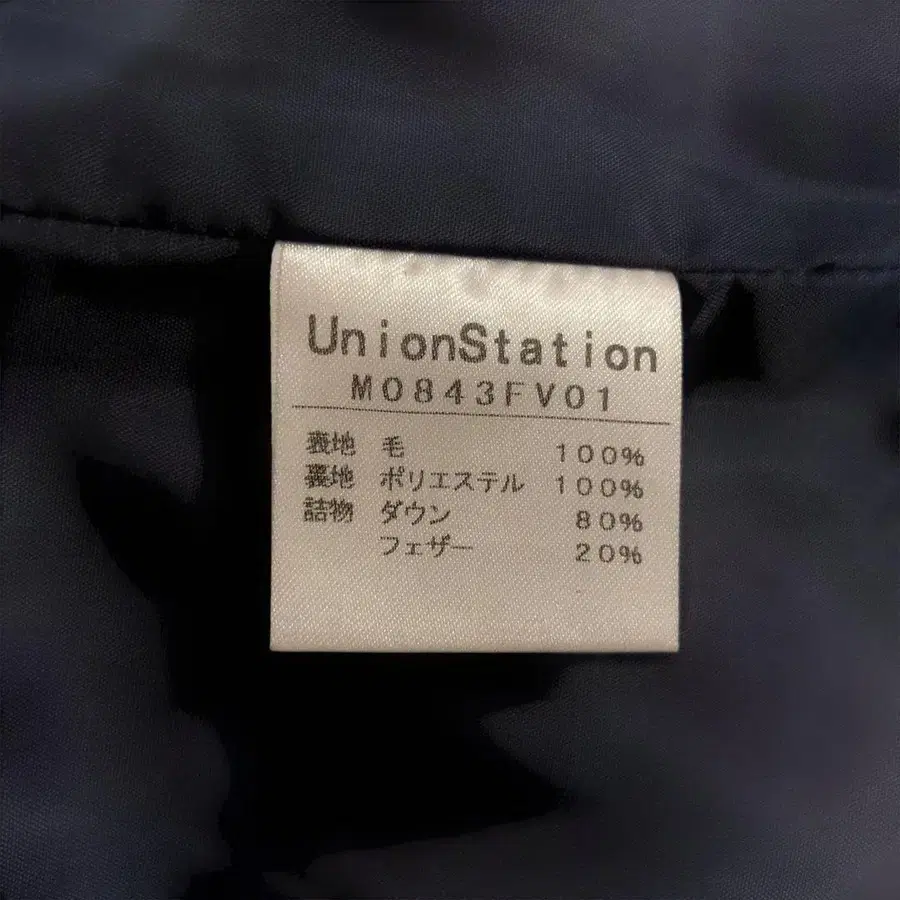 UnionStation
M0843FV01
表地 毛 100%
裏地 ポリエステル 100%
詰物 ダウン 80%
フェザー 20%